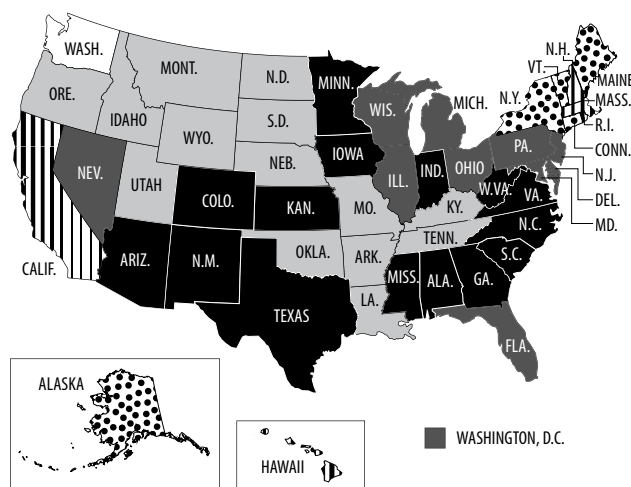 WASH.
ORE.
CALIF.
NEV.
IDAHO
MONT.
WYO.
UTAH
ARIZ.
COLO.
N.M.
N.D.
S.D.
NEB.
KAN.
OKLA.
TEXAS
MINN.
IOWA
MO.
ARK.
LA.
WIS.
ILL.
MICH.
IND.
OHIO
KY.
TENN.
MISS.
ALA.
GA.
FLA.
S.C.
N.C.
VA.
W.VA.
PA.
N.Y.
VT.
N.H.
MAINE
MASS.
R.I.
CONN.
N.J.
DEL.
MD.
ALASKA
HAWAII
WASHINGTON, D.C.